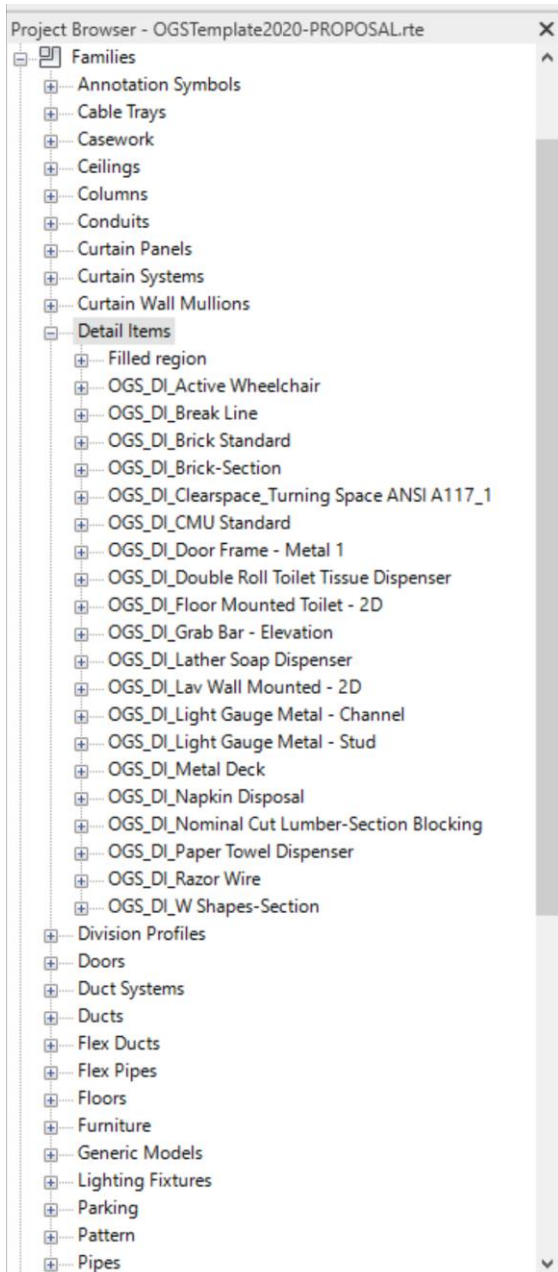 Project Browser - OGSTemplate2020-PROPOSAL.rte
Families
Annotation Symbols
Cable Trays
Casework
Ceilings
Columns
Conduits
Curtain Panels
Curtain Systems
Curtain Wall Mullions
Detail Items
Filled region
OGS_DI_Active Wheelchair
OGS_DI_Break Line
OGS_DI_Brick Standard
OGS_DI_Brick-Section
OGS_DI_Clearspace_Turning Space ANSI A117_1
OGS_DI_CMU Standard
OGS_DI_Door Frame - Metal 1
OGS_DI_Double Roll Toilet Tissue Dispenser
OGS_DI_Floor Mounted Toilet - 2D
OGS_DI_Grab Bar - Elevation
OGS_DI_Lather Soap Dispenser
OGS_DI_Lav Wall Mounted - 2D
OGS_DI_Light Gauge Metal - Channel
OGS_DI_Light Gauge Metal - Stud
OGS_DI_Metal Deck
OGS_DI_Napkin Disposal
OGS_DI_Nominal Cut Lumber-Section Blocking
OGS_DI_Paper Towel Dispenser
OGS_DI_Razor Wire
OGS_DI_W Shapes-Section
Division Profiles
Doors
Duct Systems
Ducts
Flex Ducts
Flex Pipes
Floors
Furniture
Generic Models
Lighting Fixtures
Parking
Pattern
Pipes